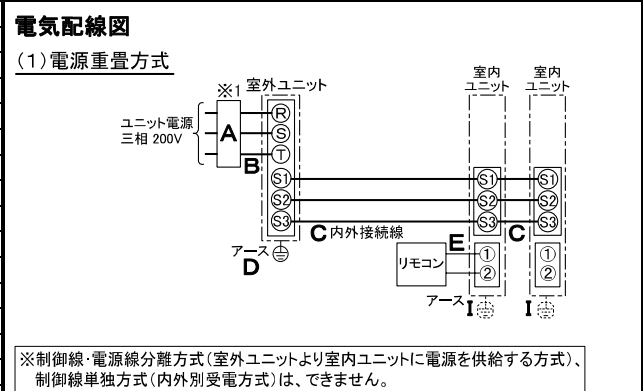 電気配線図
(1)電源重畳方式
※1 室外ユニット
室内
ユニット
室内
ユニット
ユニット電源
三相 200V
A
B
R
S
T
S1
S2
S3
C 内外接続線
アース
D
S1
S2
S3
C
S1
S2
S3
リモコン
E
①
②
①
②
アース
I
I
※制御線・電源線分離方式(室外ユニットより室内ユニットに電源を供給する方式)、
制御線単独方式(内外別受電方式)は、できません。